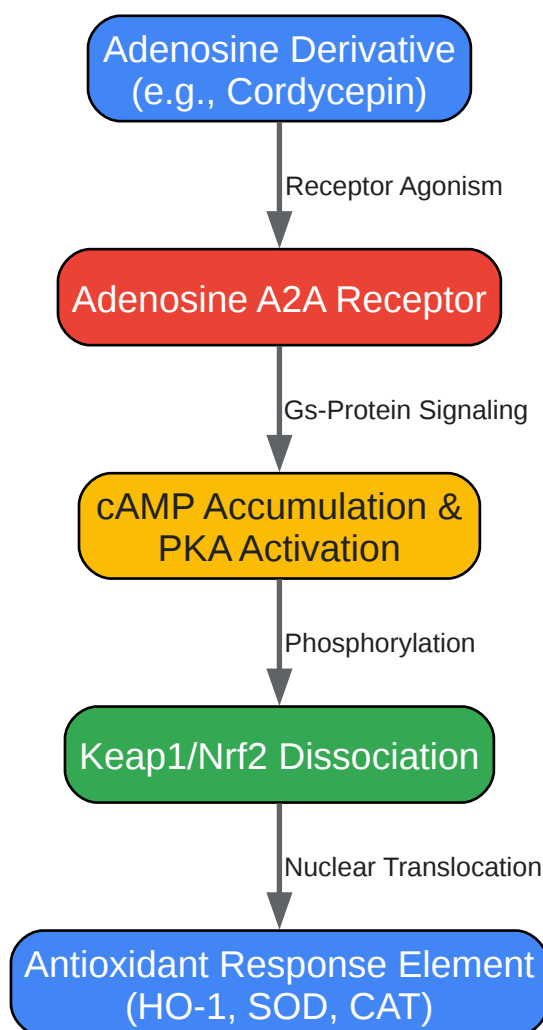 Adenosine Derivative
(e.g., Cordycepin)
Receptor Agonism
Adenosine A2A Receptor
Gs-Protein Signaling
cAMP Accumulation &
PKA Activation
Phosphorylation
Keap1/Nrf2 Dissociation
Nuclear Translocation
Antioxidant Response Element
(HO-1, SOD, CAT)